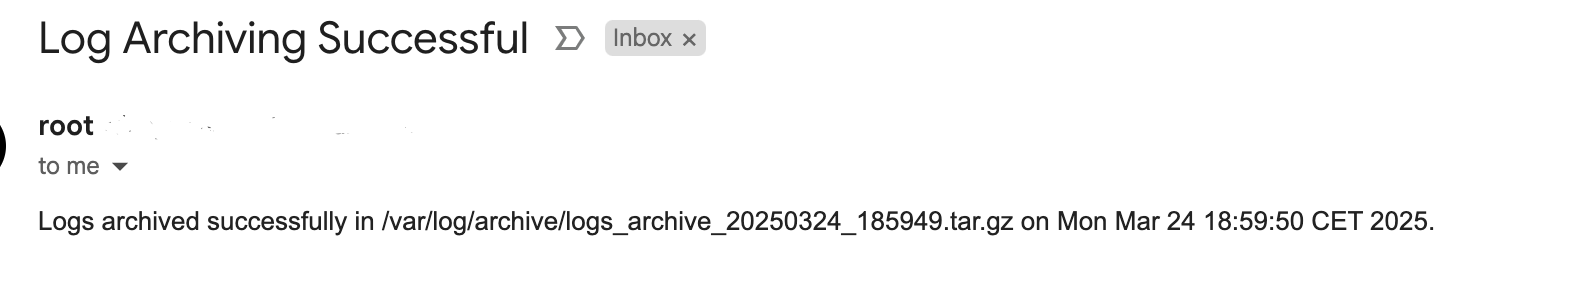 Log Archiving Successful Inbox ×
root
to me
Logs archived successfully in /var/log/archive/logs_archive_20250324_185949.tar.gz on Mon Mar 24 18:59:50 CET 2025.